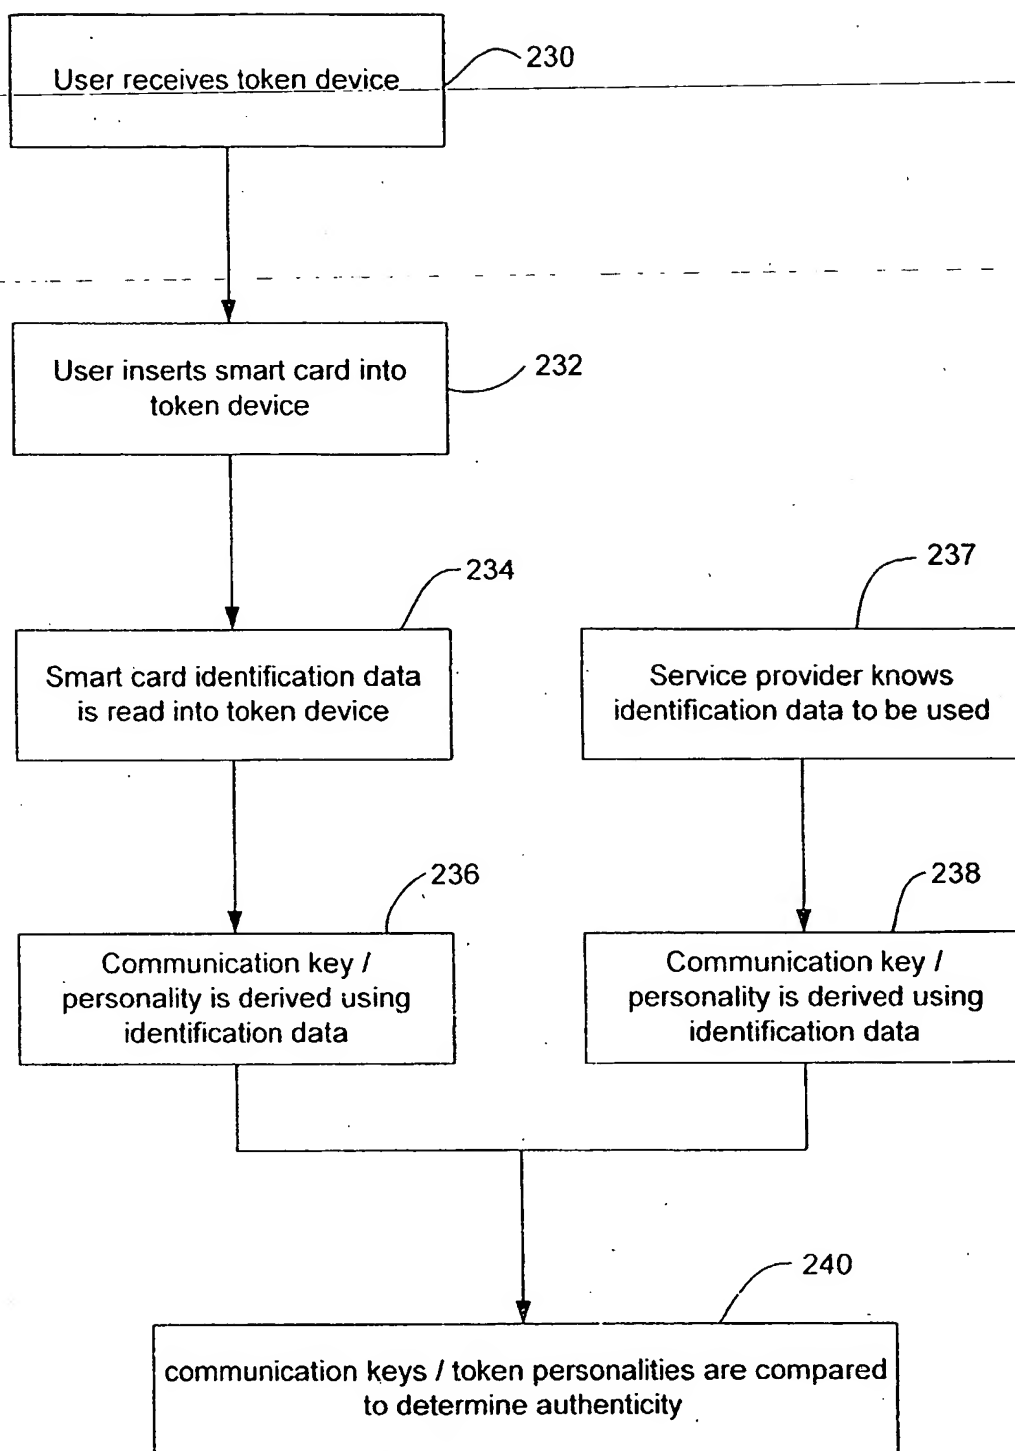 User receives token device
230
User inserts smart card into
token device
232
234
237
Smart card identification data
is read into token device
Service provider knows
identification data to be used
236
238
Communication key /
personality is derived using
identification data
Communication key /
personality is derived using
identification data
240
communication keys / token personalities are compared
to determine authenticity